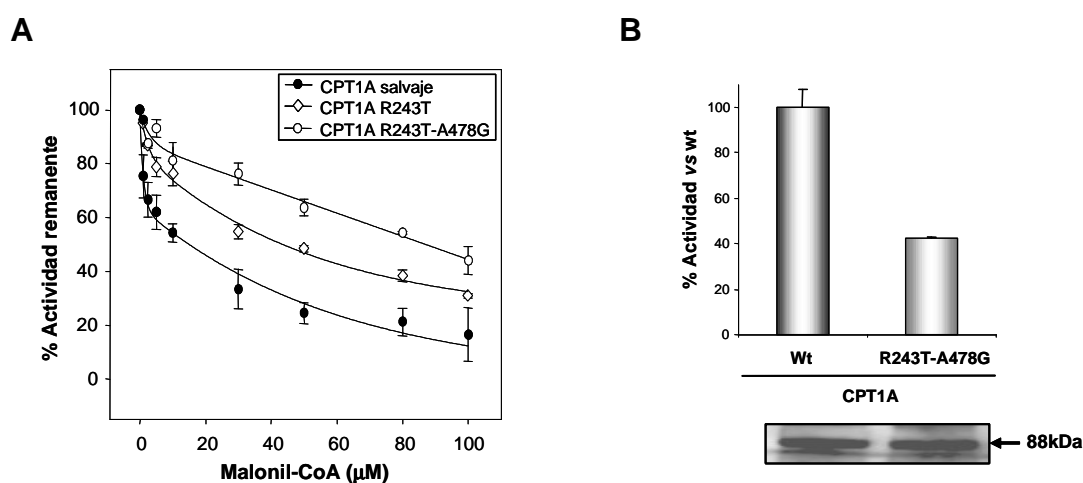 A
% Actividad remanente
100
80
60
40
20
0
CPT1A salvaje
CPT1A R243T
CPT1A R243T-A478G
0 20 40 60 80 100
Malonil-CoA (μM)
B
% Actividad vs wt
120
100
80
60
40
20
0
Wt R243T-A478G
CPT1A
88kDa